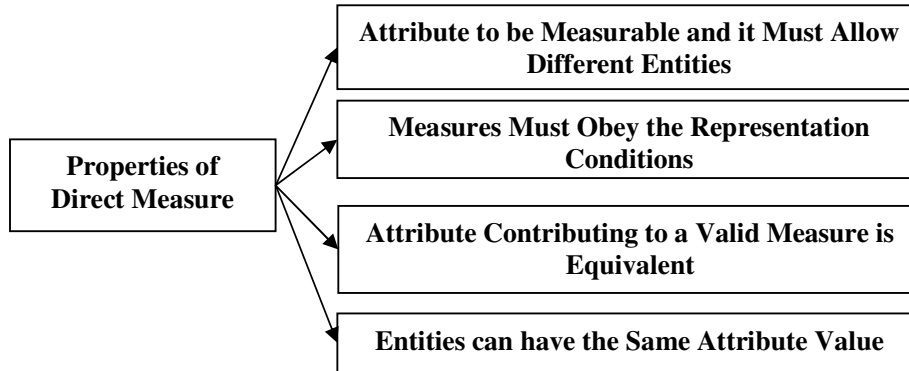 Attribute to be Measurable and it Must Allow
Different Entities
Measures Must Obey the Representation
Conditions
Properties of
Direct Measure
Attribute Contributing to a Valid Measure is
Equivalent
Entities can have the Same Attribute Value